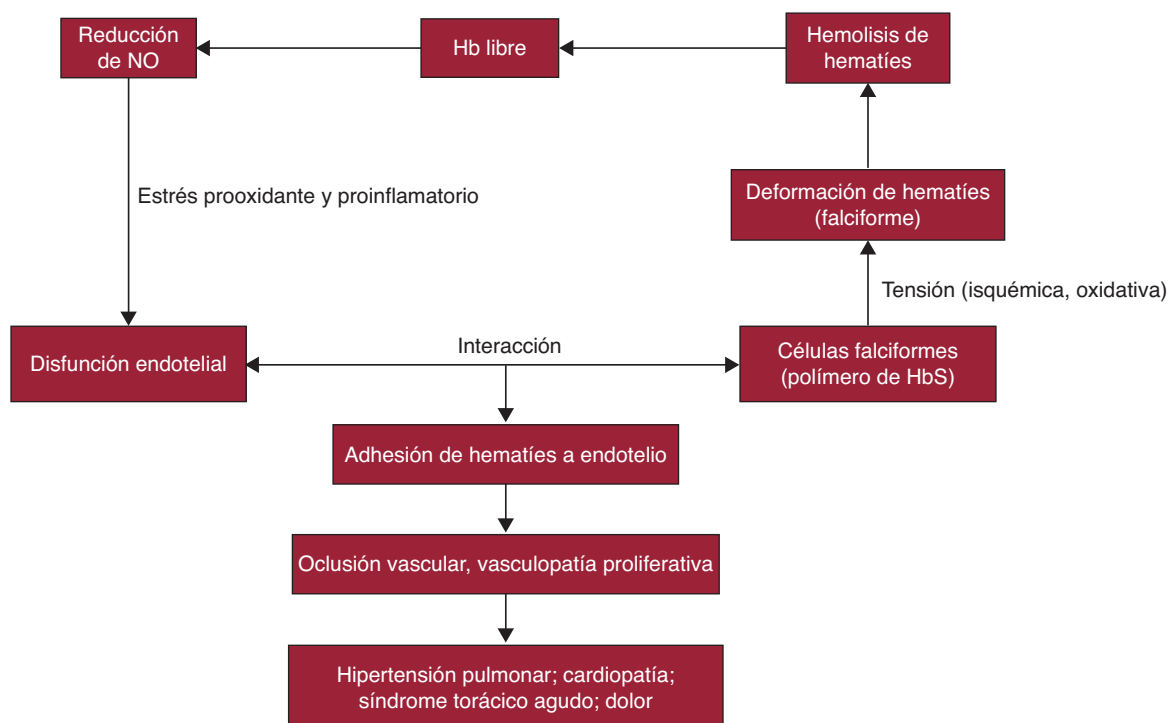 Reducción
de NO
Hb libre
Hemolisis de
hematíes
Deformación de hematíes
(falciforme)
Estrés prooxidante y proinflamatorio
Tensión (isquémica, oxidativa)
Disfunción endotelial
Interacción
Células falciformes
(polímero de HbS)
Adhesión de hematíes a endotelio
Oclusión vascular, vasculopatía proliferativa
Hipertensión pulmonar; cardiopatía;
síndrome torácico agudo; dolor